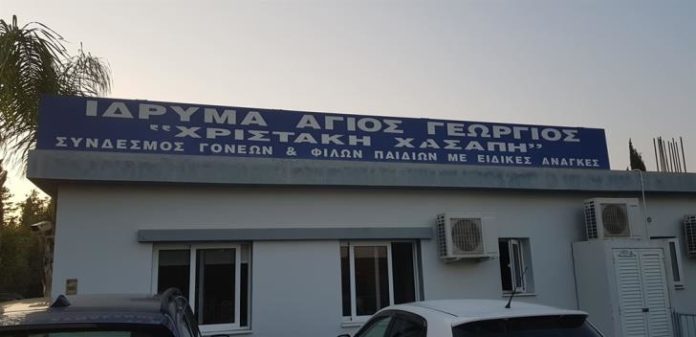 ΙΔΡΥΜΑ ΑΓΙΟΣ ΓΕΩΡΓΙΟΣ
"ΧΡΙΣΤΑΚΗ ΧΑΣΑΠΗ"
ΣΥΝΔΕΣΜΟΣ ΓΟΝΕΩΝ & ΦΙΛΩΝ ΠΑΙΔΙΩΝ ΜΕ ΕΙΔΙΚΕΣ ΑΝΑΓΚΕΣ